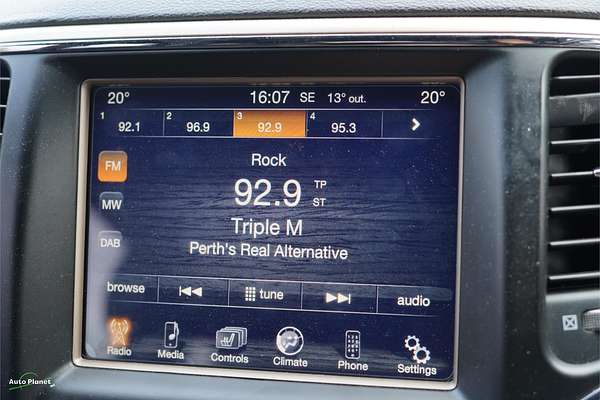 20° 16:07 SE 13° out. 20°
1 92.1 2 96.9 3 92.9 4 95.3
FM Rock
92.9 TP ST
MW
Triple M
DAB
Perth's Real Alternative
browse tune audio
Radio Media Controls Climate Phone Settings
Auto Planet